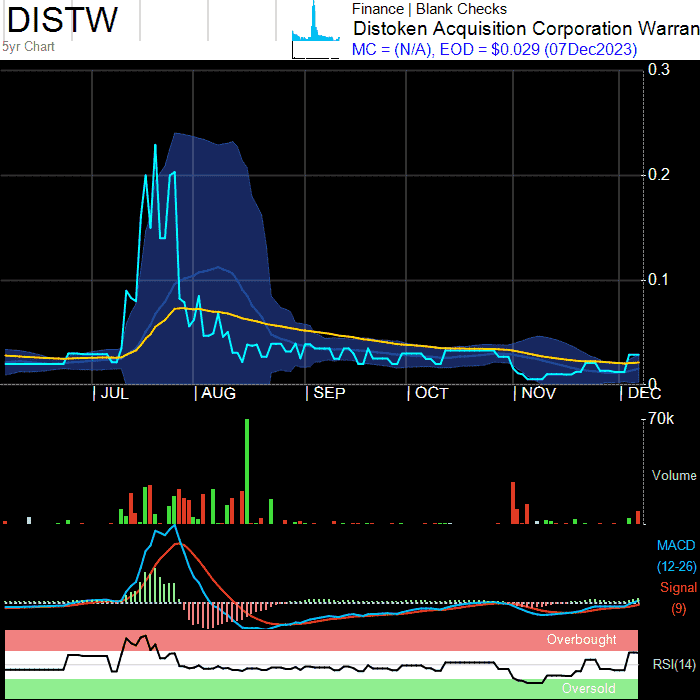 DISTW
5yr Chart
Finance | Blank Checks
Distoken Acquisition Corporation Warran
MC = (N/A), EOD = $0.029 (07Dec2023)
0.3
0.2
0.1
0
JUL
AUG
SEP
OCT
NOV
DEC
70k
Volume
MACD
(12-26)
Signal
(9)
Overbought
RSI(14)
Oversold